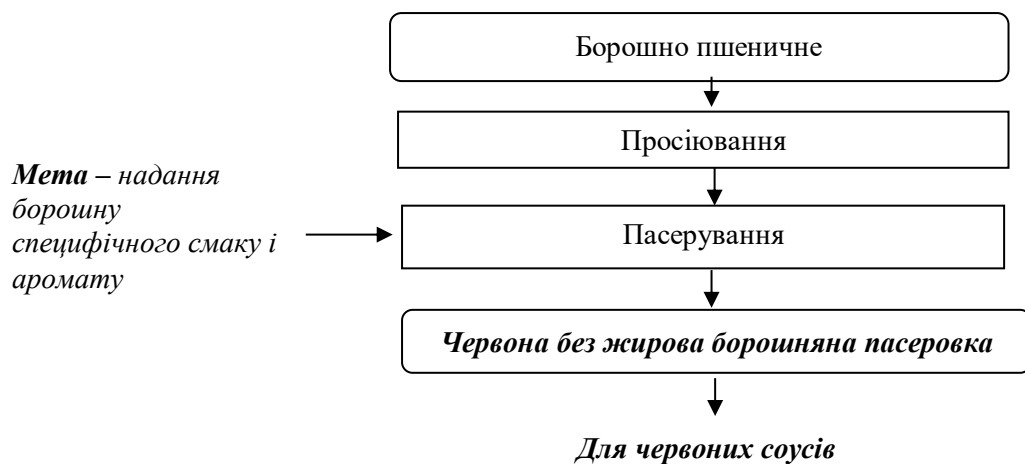 Борошно пшеничне
Просіювання
Мета – надання
борошну
специфічного смаку і
аромату
Пасерування
Червона без жирова борошняна пасеровка
Для червоних соусів